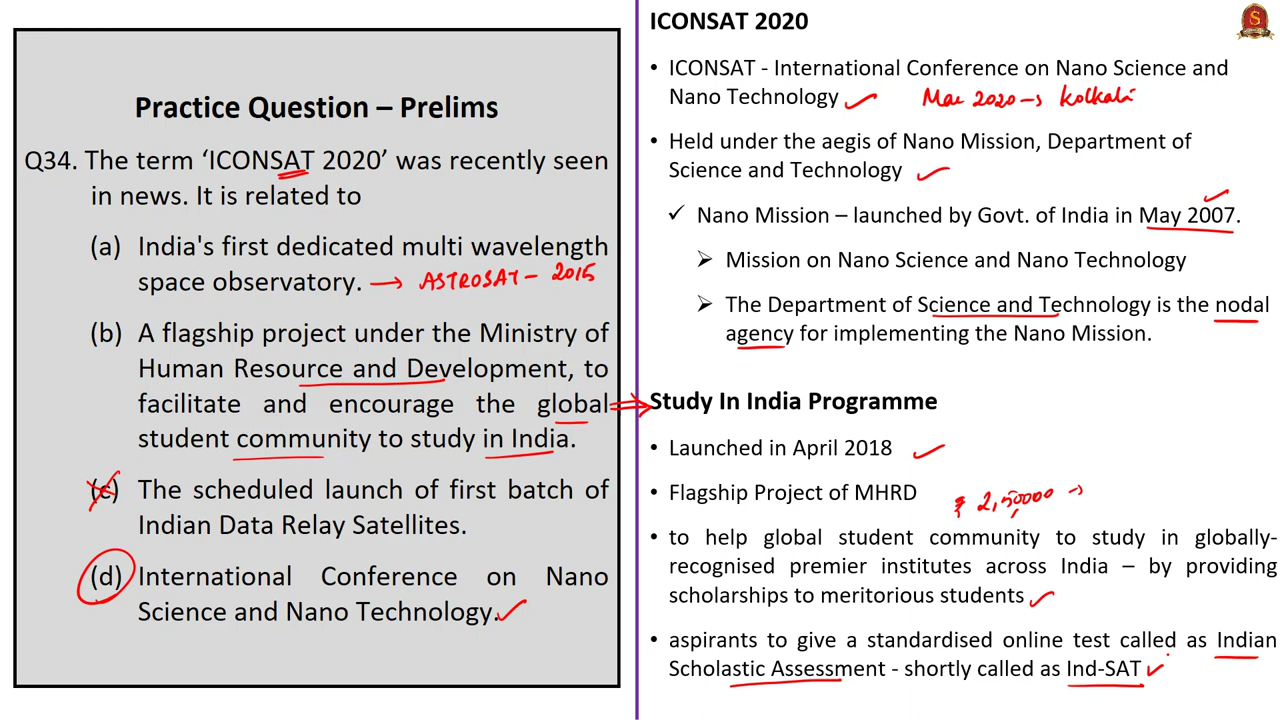 Practice Question – Prelims
Q34. The term ‘ICONSAT 2020’ was recently seen
in news. It is related to
(a) India's first dedicated multi wavelength
space observatory. → ASTROSAT - 2015
(b) A flagship project under the Ministry of
Human Resource and Development, to
facilitate and encourage the global
student community to study in India.
(c) The scheduled launch of first batch of
Indian Data Relay Satellites.
(d) International Conference on Nano
Science and Nano Technology.
ICONSAT 2020
• ICONSAT - International Conference on Nano Science and
Nano Technology Mar 2020 →
• Held under the aegis of Nano Mission, Department of
Science and Technology
✓ Nano Mission – launched by Govt. of India in May 2007.
➢ Mission on Nano Science and Nano Technology
➢ The Department of Science and Technology is the nodal
agency for implementing the Nano Mission.
Study In India Programme
• Launched in April 2018
• Flagship Project of MHRD 2,50000 →
• to help global student community to study in globally-
recognised premier institutes across India – by providing
scholarships to meritorious students
• aspirants to give a standardised online test called as Indian
Scholastic Assessment - shortly called as Ind-SAT